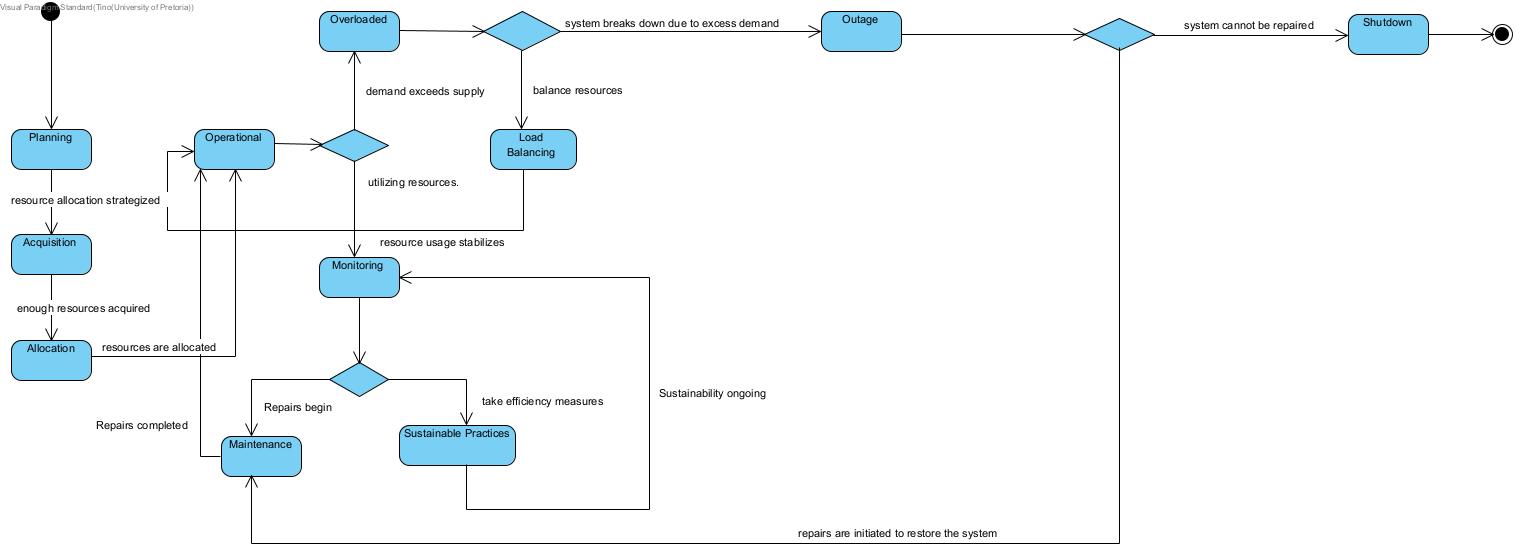 Visual Paradigm Standard(Tino(University of Pretoria))
Overloaded
system breaks down due to excess demand
Outage
system cannot be repaired
Shutdown
demand exceeds supply
balance resources
Planning
Operational
Load
Balancing
utilizing resources.
resource allocation strategized
Acquisition
resource usage stabilizes
Monitoring
enough resources acquired
Allocation
resources are allocated
Sustainability ongoing
Repairs begin
take efficiency measures
Repairs completed
Maintenance
Sustainable Practices
repairs are initiated to restore the system